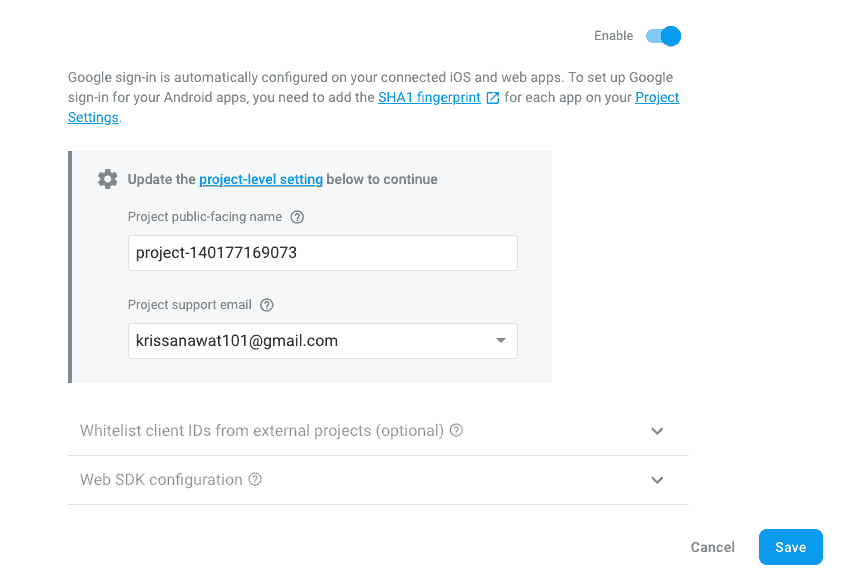 Enable
Google sign-in is automatically configured on your connected iOS and web apps. To set up Google
sign-in for your Android apps, you need to add the SHA1 fingerprint for each app on your Project
Settings.
Update the project-level setting below to continue
Project public-facing name
project-140177169073
Project support email
krissanawat101@gmail.com
Whitelist client IDs from external projects (optional)
Web SDK configuration
Cancel
Save